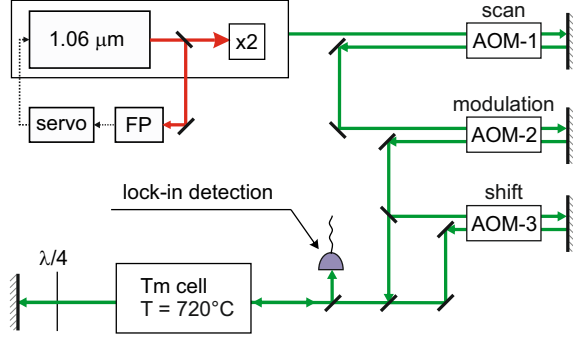 scan
1.06 μm
x2
AOM-1
modulation
servo
FP
AOM-2
lock-in detection
shift
AOM-3
λ/4
Tm cell
T = 720°C